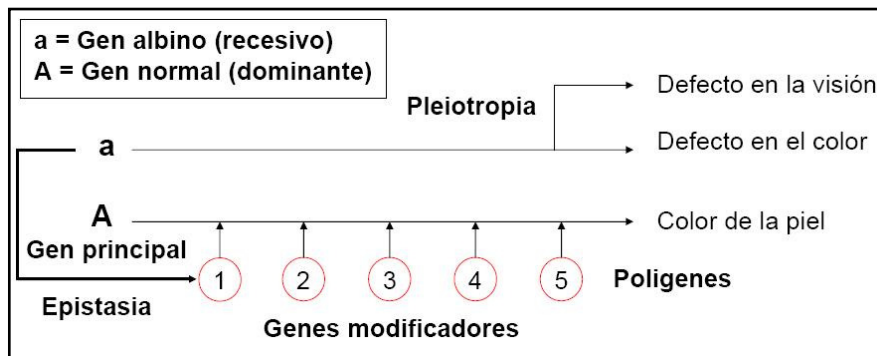 a = Gen albino (recesivo)
A = Gen normal (dominante)
Pleiotropia
Defecto en la visión
a
Defecto en el color
A
Color de la piel
Gen principal
1
2
3
4
5
Poligenes
Epistasia
Genes modificadores